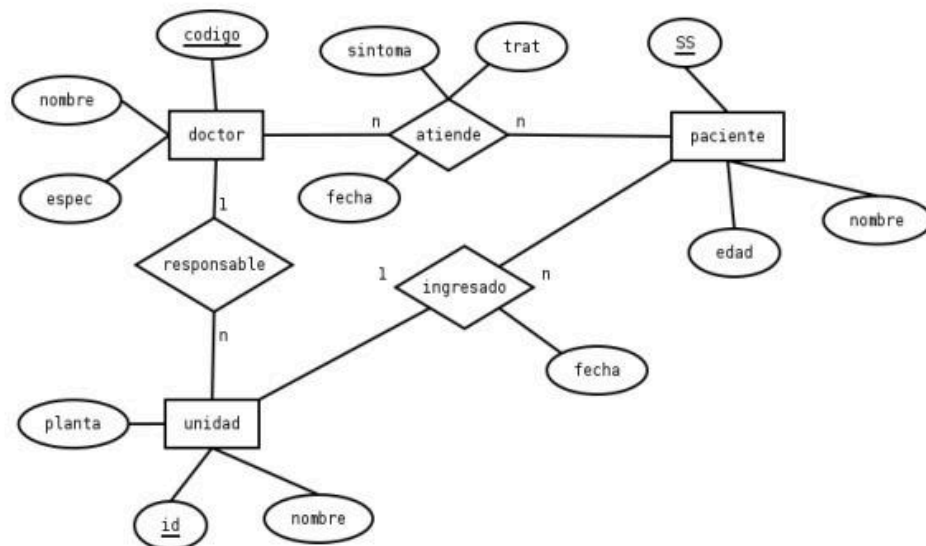 codigo
SS
sintoma
trat
nombre
n
n
doctor
atiende
paciente
espec
fecha
1
nombre
edad
responsable
1
n
ingresado
n
fecha
planta
unidad
id
nombre